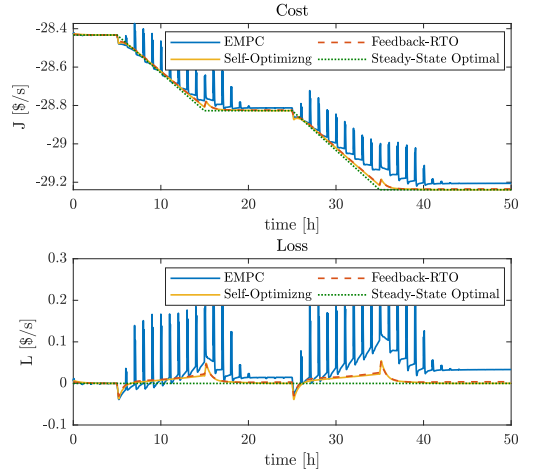 Cost
-28.4
-28.6
-28.8
-29
-29.2
J [$/s]
EMPC
Feedback-RTO
Self-Optimizng
Steady-State Optimal
0 10 20 30 40 50
time [h]
Loss
0.3
0.2
0.1
0
-0.1
L [$/s]
EMPC
Feedback-RTO
Self-Optimizng
Steady-State Optimal
0 10 20 30 40 50
time [h]